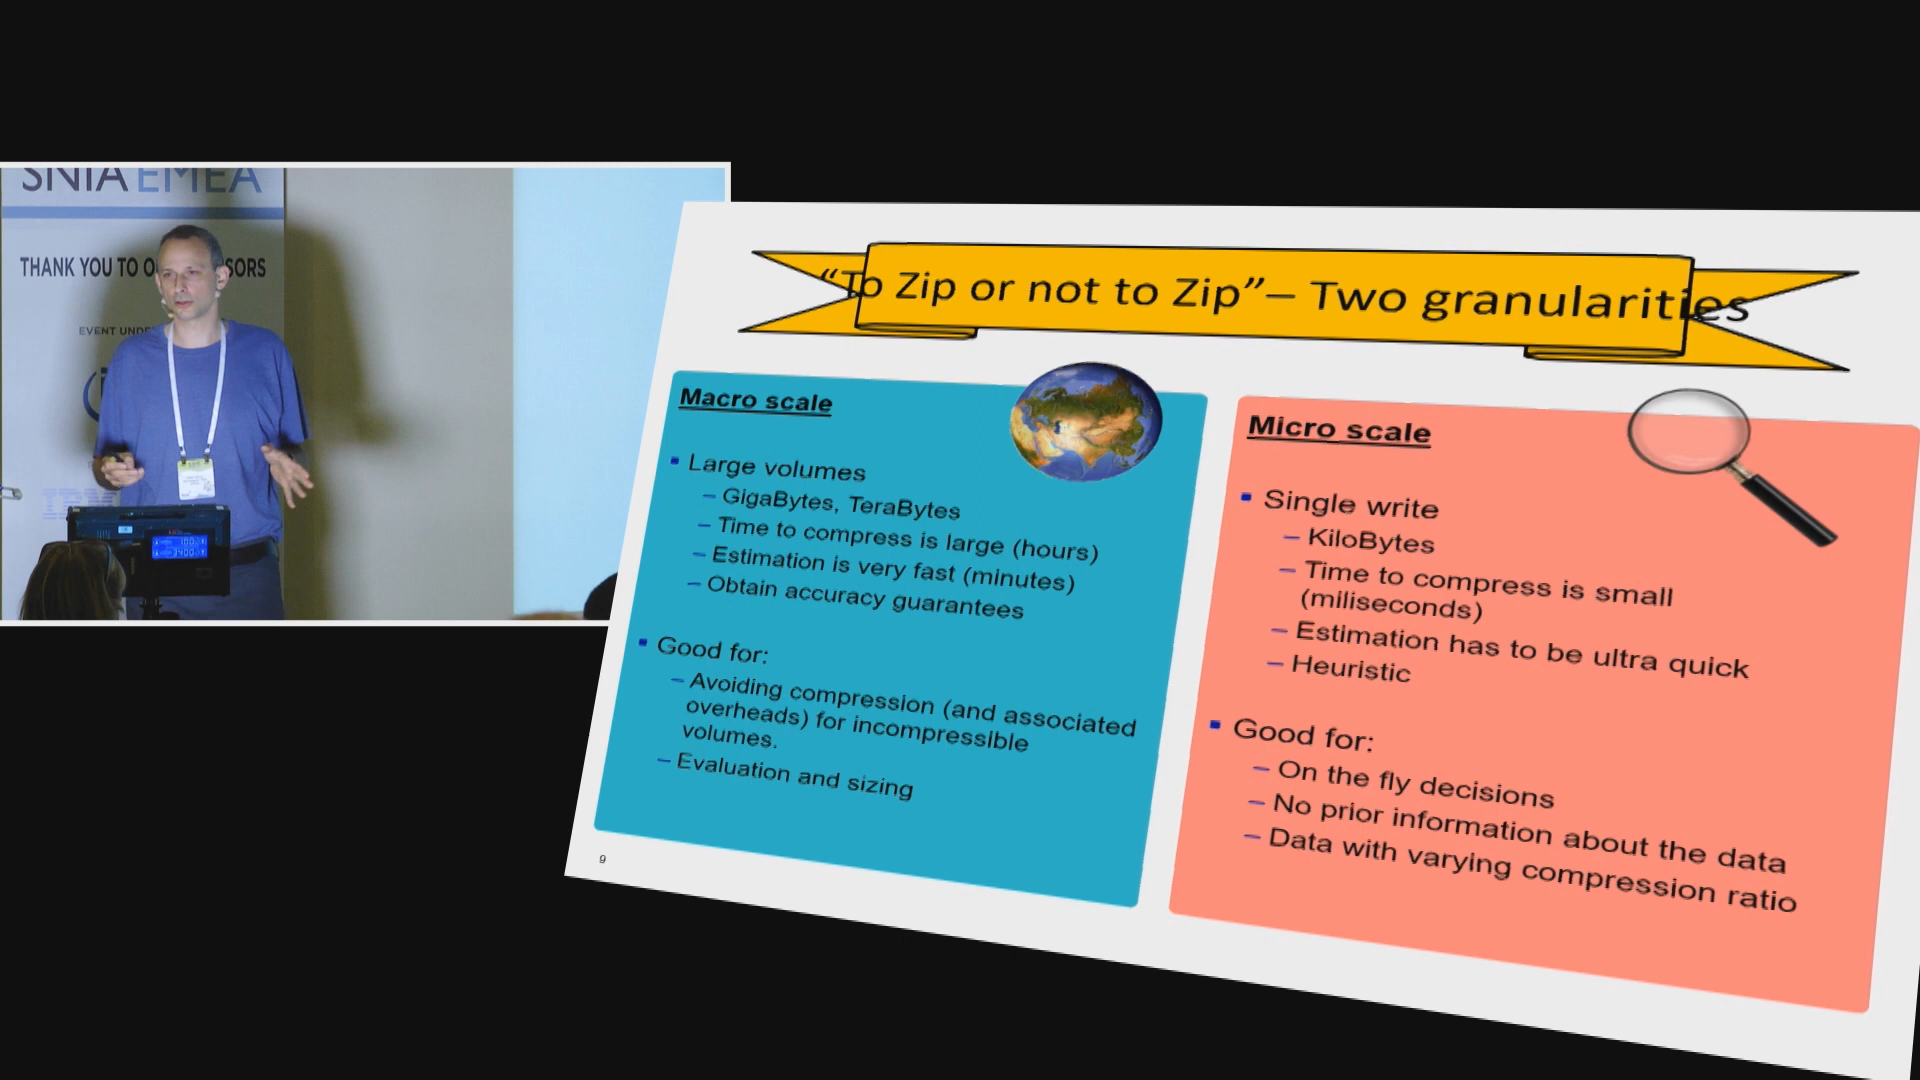 SNIA EMEA
THANK YOU TO O SORS
EVENT UNDE
IBM
“To Zip or not to Zip”– Two granularities
Macro scale
Large volumes
– GigaBytes, TeraBytes
– Time to compress is large (hours)
– Estimation is very fast (minutes)
– Obtain accuracy guarantees
Good for:
– Avoiding compression (and associated
overheads) for incompressible
volumes.
– Evaluation and sizing
9
Micro scale
Single write
– KiloBytes
– Time to compress is small
(miliseconds)
– Estimation has to be ultra quick
– Heuristic
Good for:
– On the fly decisions
– No prior information about the data
– Data with varying compression ratio